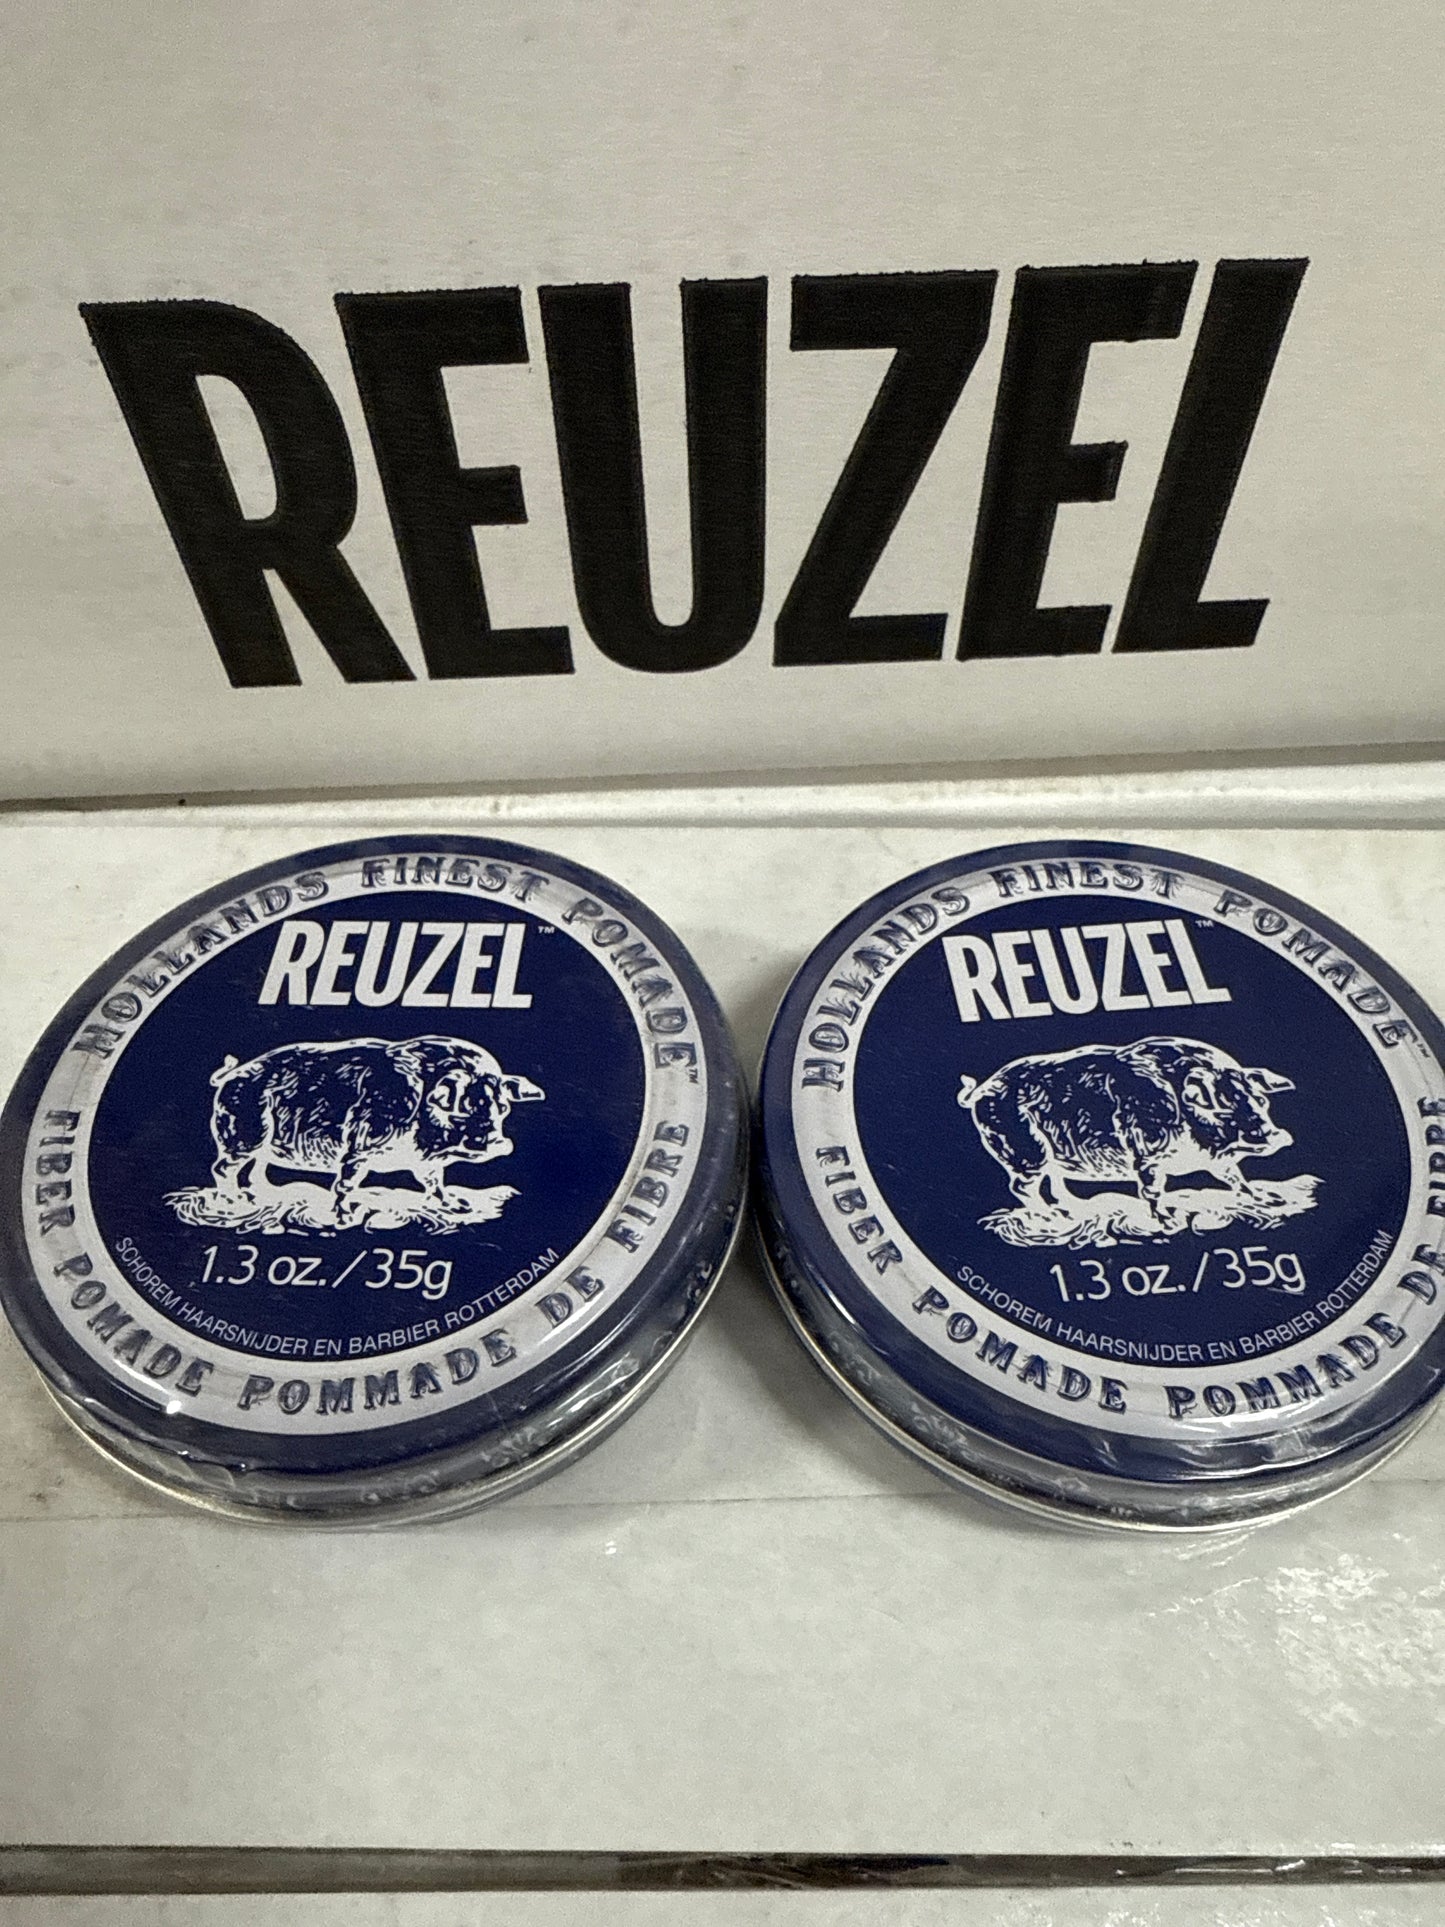 REUZEL
HOLLANDS FINEST POMADE™
REUZEL™
1.3 oz./35g
SCHOREM HAARSNIJDER EN BARBIER ROTTERDAM
FIBER POMADE POMMADE DE FIBRE
HOLLANDS FINEST POMADE™
REUZEL™
1.3 oz./35g
SCHOREM HAARSNIJDER EN BARBIER ROTTERDAM
FIBER POMADE POMMADE DE FIBRE